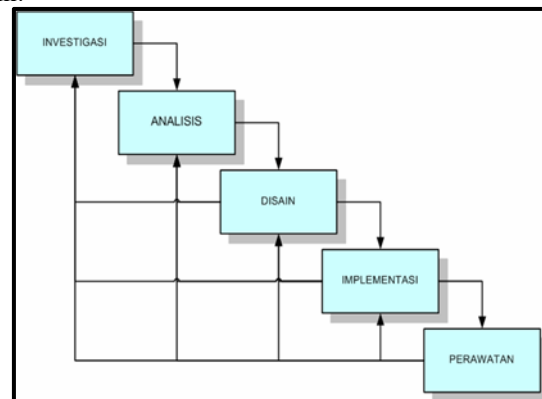 INVESTIGASI
ANALISIS
DISAIN
IMPLEMENTASI
PERAWATAN